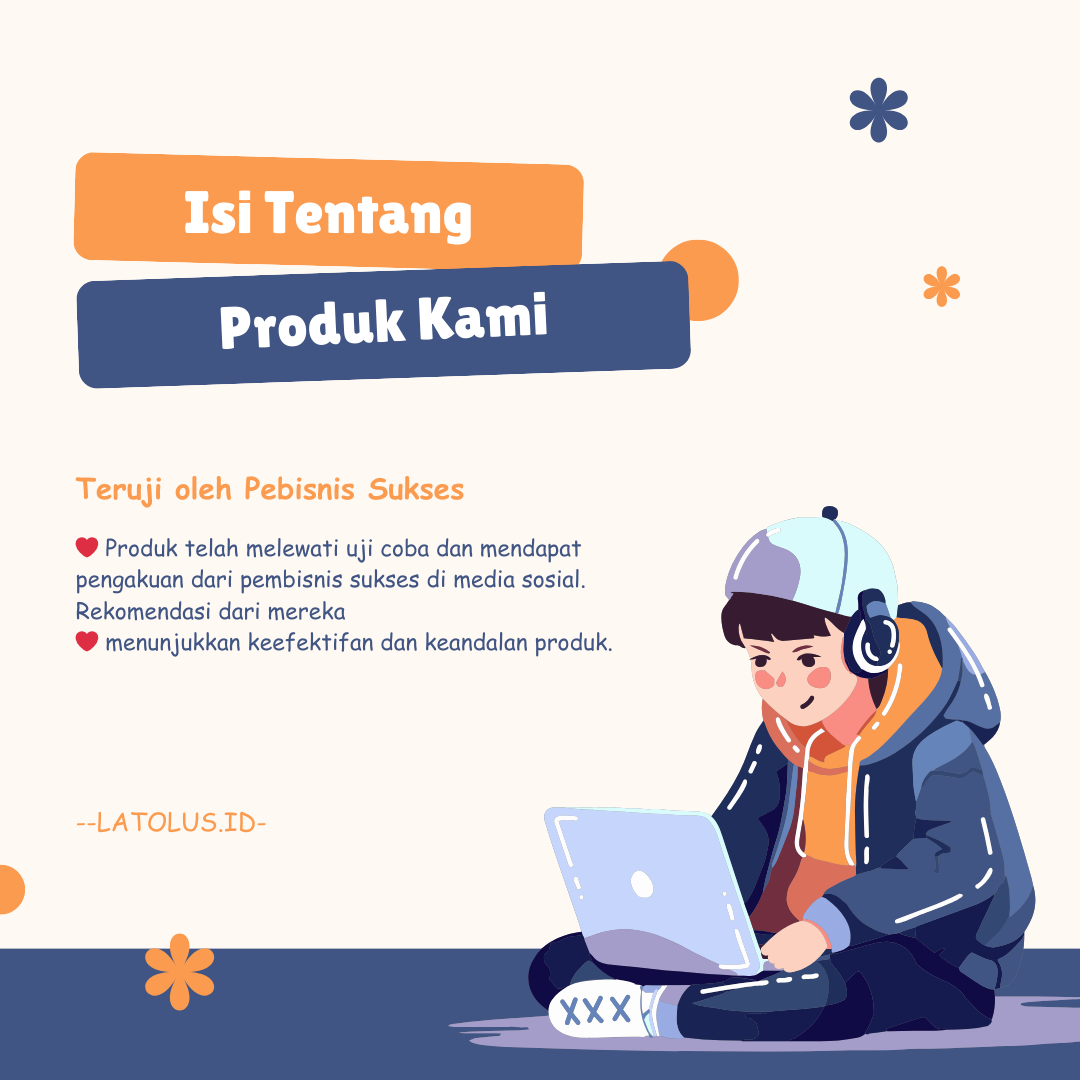 Isi Tentang
Produk Kami
Teruji oleh Pebisnis Sukses
❤️ Produk telah melewati uji coba dan mendapat
pengakuan dari pembisnis sukses di media sosial.
Rekomendasi dari mereka
❤️ menunjukkan keefektifan dan keandalan produk.
--LATOLUS.ID-
XXX